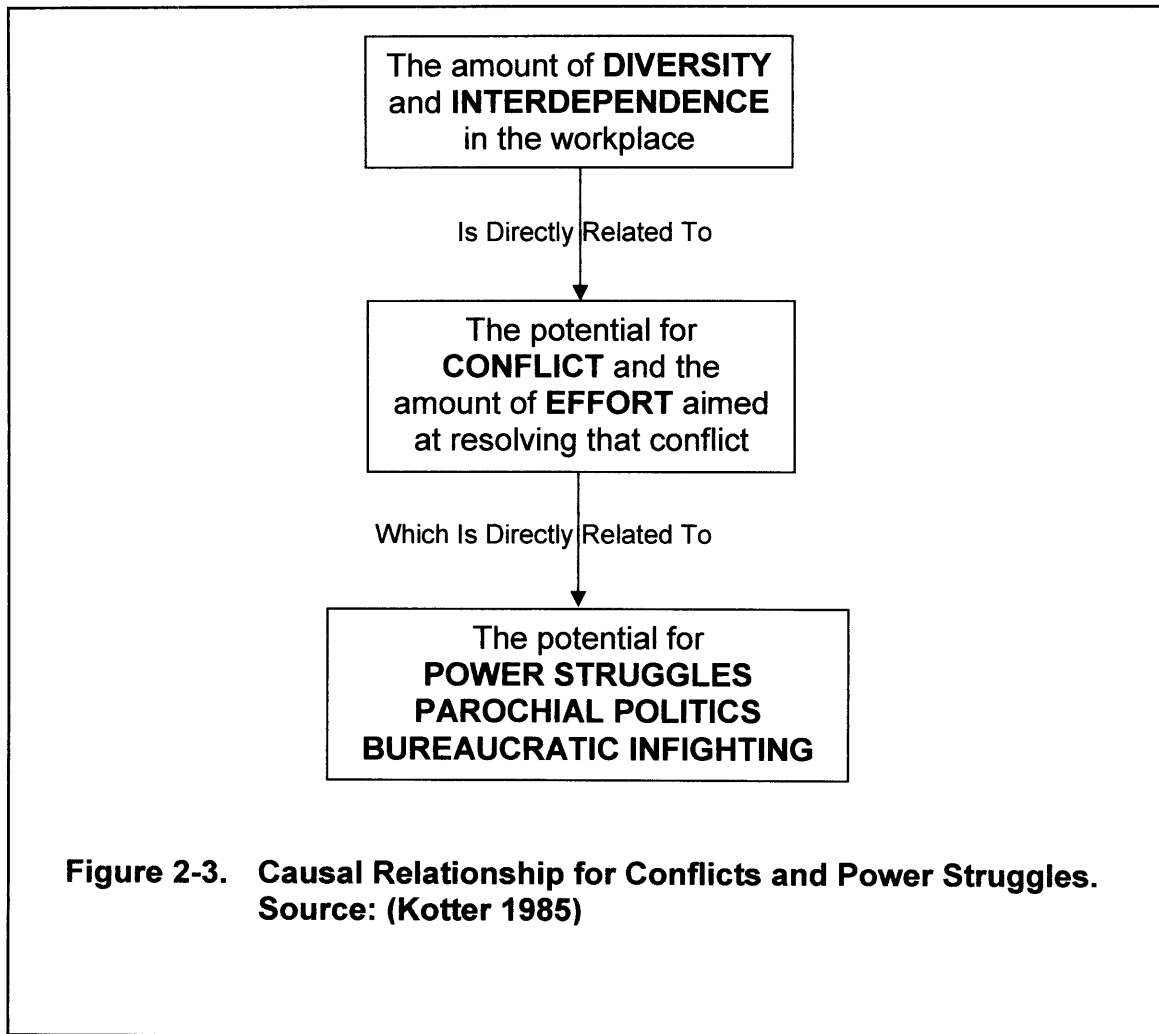 The amount of DIVERSITY
and INTERDEPENDENCE
in the workplace
Is Directly Related To
The potential for
CONFLICT and the
amount of EFFORT aimed
at resolving that conflict
Which Is Directly Related To
The potential for
POWER STRUGGLES
PAROCHIAL POLITICS
BUREAUCRATIC INFIGHTING
Figure 2-3. Causal Relationship for Conflicts and Power Struggles.
Source: (Kotter 1985)